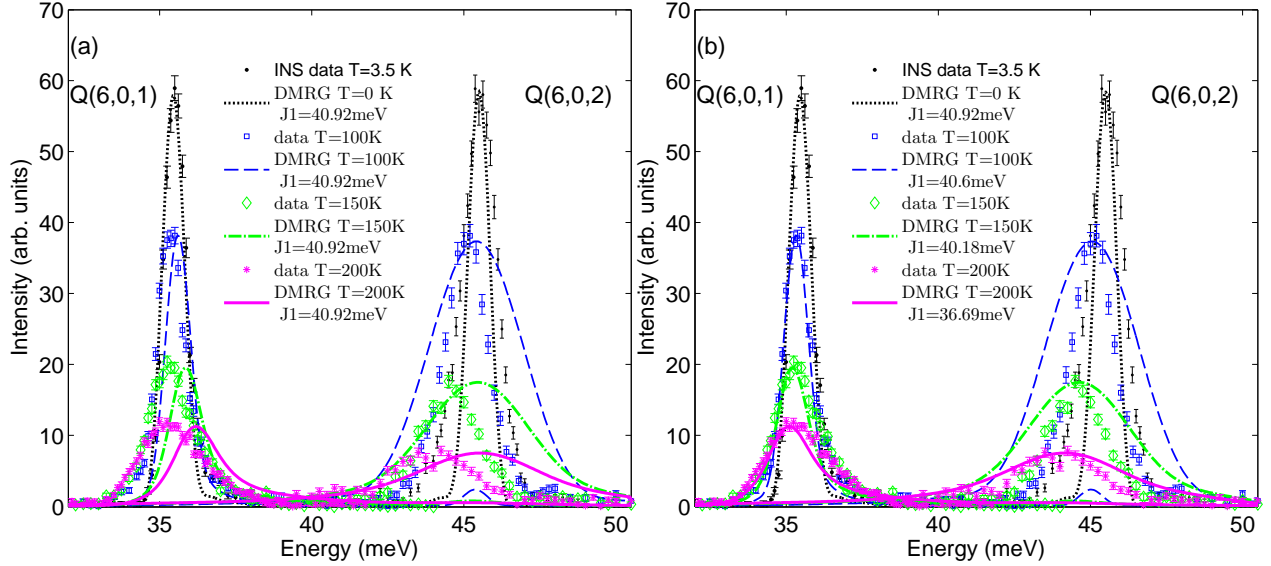 (a)
Q(6,0,1)
Q(6,0,2)
INS data T=3.5 K
DMRG T=0 K
J1=40.92meV
data T=100K
DMRG T=100K
J1=40.92meV
data T=150K
DMRG T=150K
J1=40.92meV
data T=200K
DMRG T=200K
J1=40.92meV
70
60
50
40
30
20
10
0
Intensity (arb. units)
35
40
45
50
Energy (meV)
(b)
Q(6,0,1)
Q(6,0,2)
INS data T=3.5 K
DMRG T=0 K
J1=40.92meV
data T=100K
DMRG T=100K
J1=40.6meV
data T=150K
DMRG T=150K
J1=40.18meV
data T=200K
DMRG T=200K
J1=36.69meV
70
60
50
40
30
20
10
0
Intensity (arb. units)
35
40
45
50
Energy (meV)